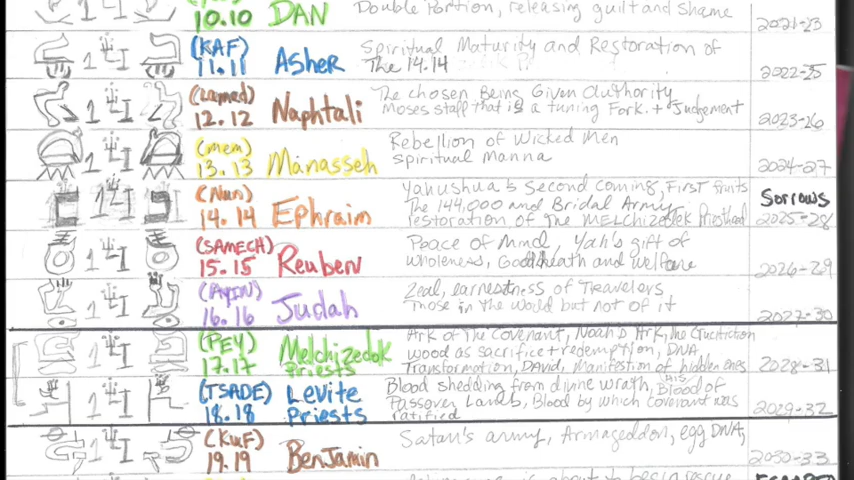 10.10 DAN Double Portion, releasing guilt and shame 2021-23
(KAF) Spiritual Maturity and Restoration of
11.11 Asher The 14.14 2022-25
(Lamed) The chosen Being Given Authority
12.12 Naphtali Moses staff that is a tuning Fork. + Judgement 2023-26
(mem) Rebellion of Wicked Men
13.13 Manasseh spiritual manna 2024-27
(Nun) Yahushua's Second coming, First fruits Sorrows
14.14 Ephraim The 144,000 and Bridal Army 2025-28
restoration of the MELCHizedek Priesthood
(SAMECH) Peace of Mind, Yah's gift of
15.15 Reuben wholeness, Good heath and welfare 2026-29
(AYIN) Zeal, earnestness of Travelers
16.16 Judah Those in the World but not of it 2027-30
(PEY) Ark of the Covenant, Noah's Ark, the Crucifiction
17.17 Melchizedok wood as sacrifice + redemption, DNA 2028-31
Priests Transformation, DAVID, Manifestion of hidden ones
(TSADE) Levite Blood shedding from divine wrath, this Blood of
18.18 Priests Passover Lamb, Blood by which covenant was 2029-32
ratified
(KUF) Satan's army, Armageddon, egg DNA,
19.19 Benjamin 2030-33